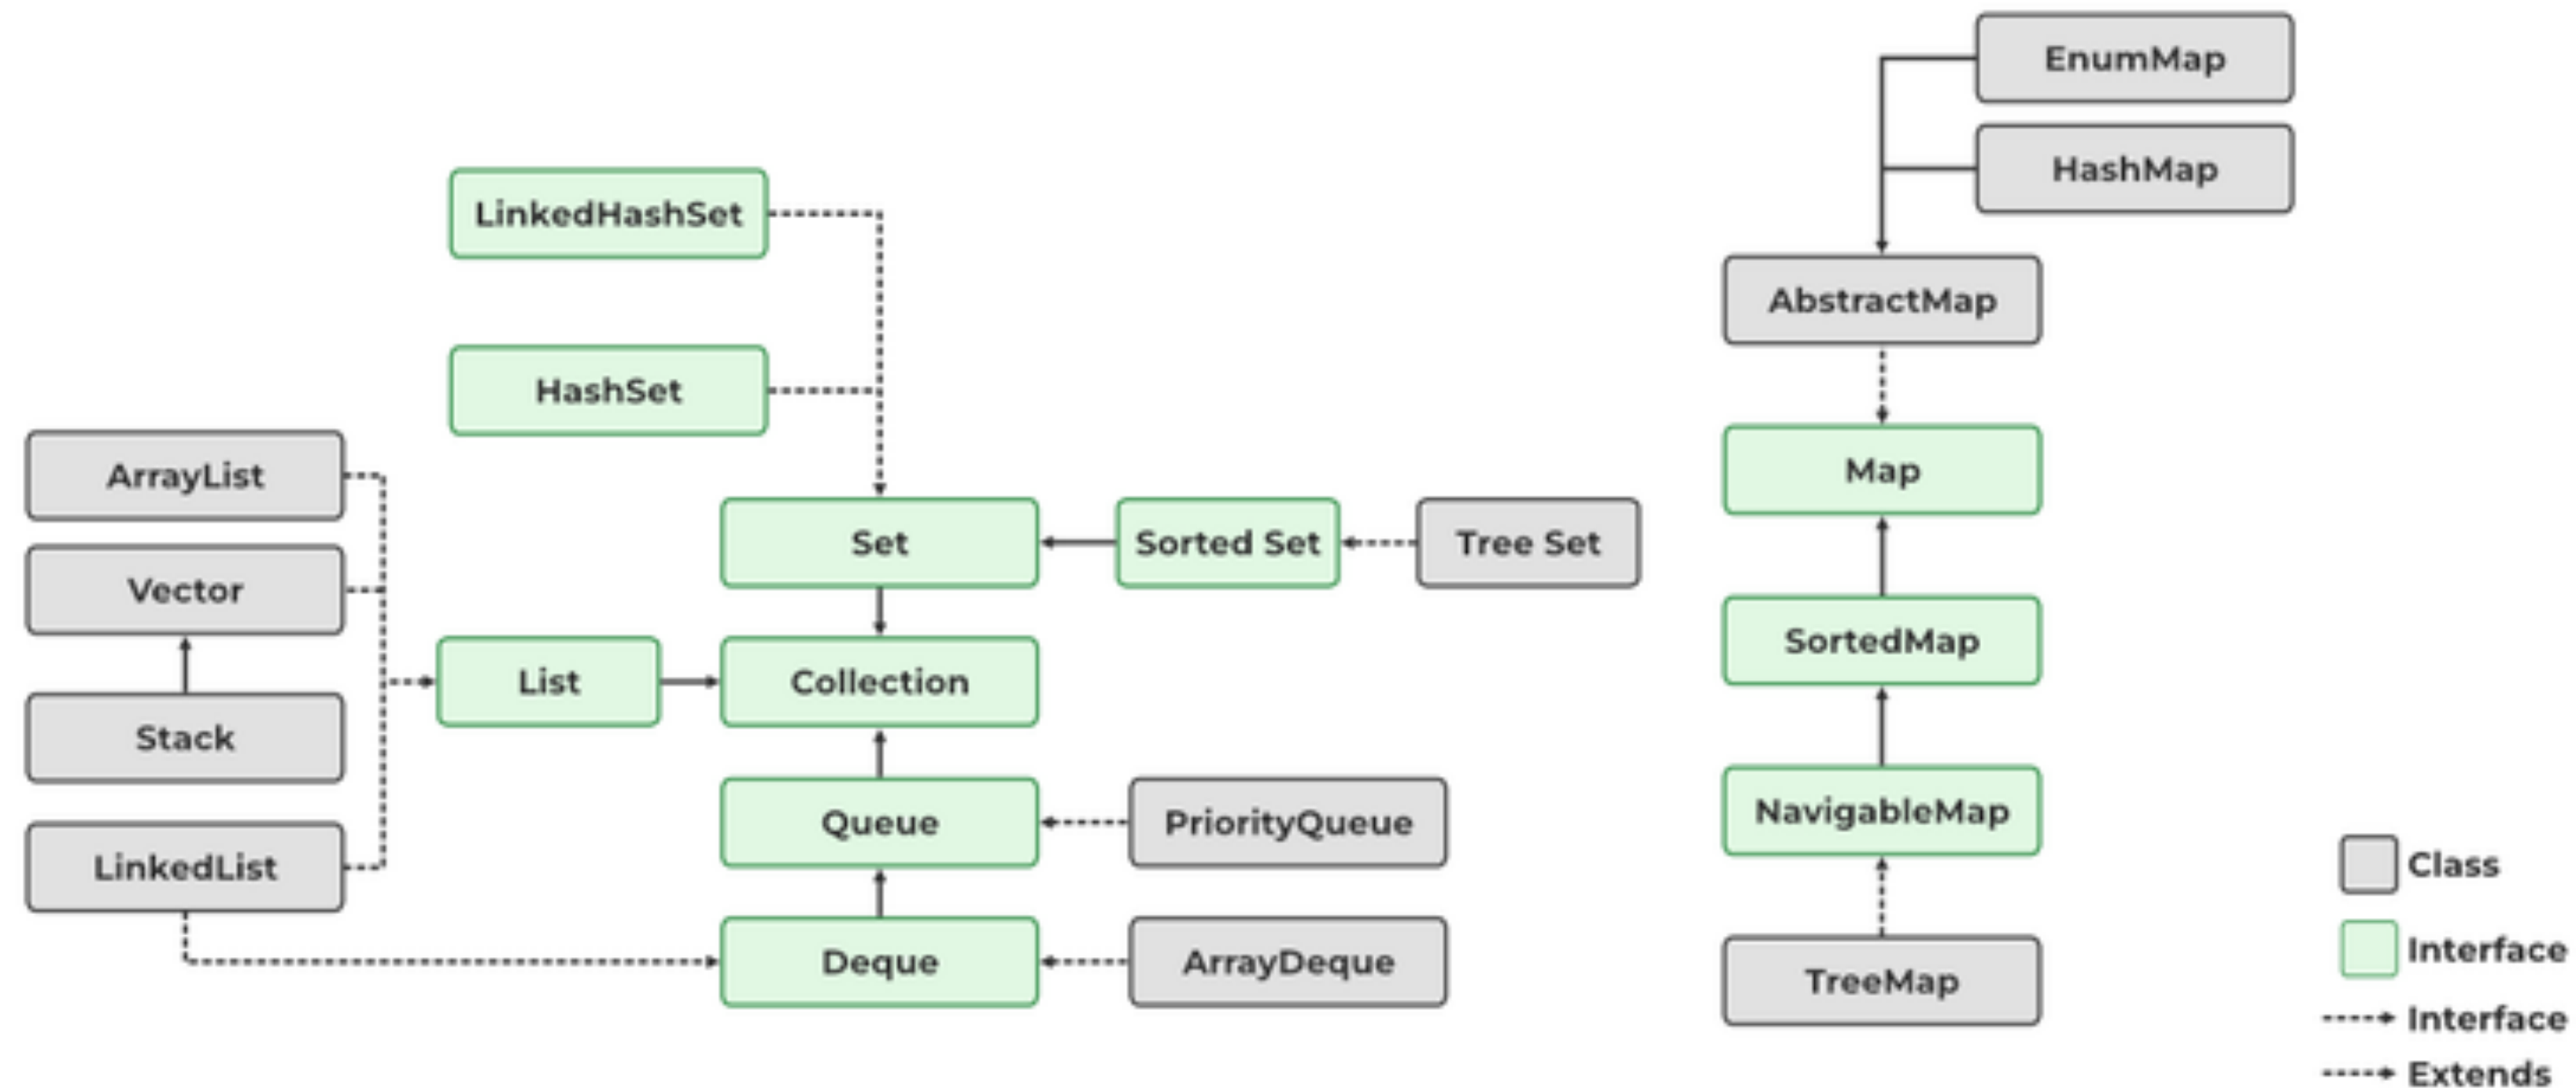 EnumMap
HashMap
LinkedHashSet
AbstractMap
HashSet
ArrayList
Map
Set
Sorted Set
Tree Set
Vector
SortedMap
List
Collection
Stack
Queue
PriorityQueue
NavigableMap
LinkedList
Class
Deque
ArrayDeque
Interface
TreeMap
Interface
Extends